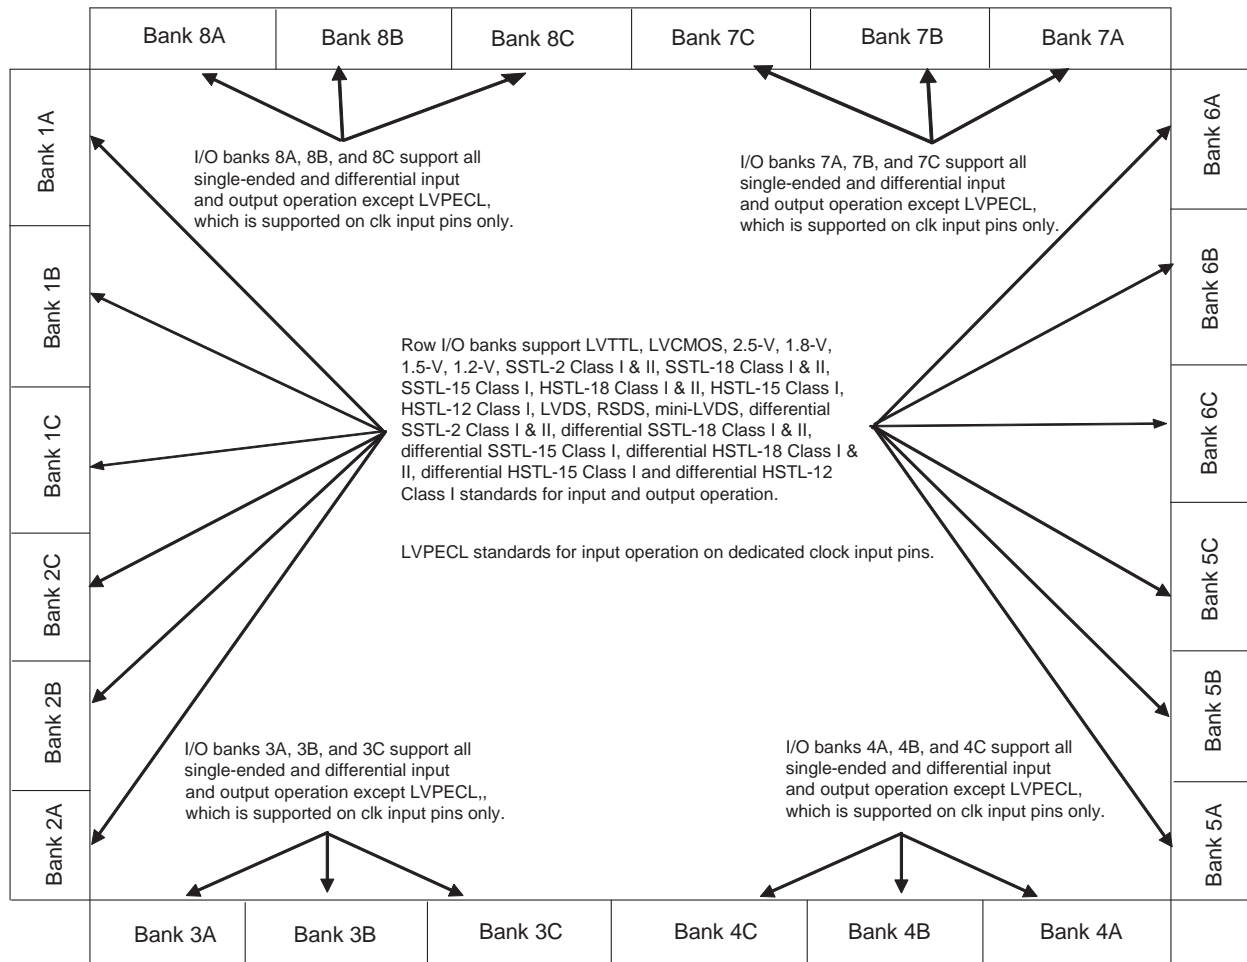 Bank 8A
Bank 8B
Bank 8C
Bank 7C
Bank 7B
Bank 7A
Bank 1A
Bank 1B
Bank 1C
Bank 2C
Bank 2B
Bank 2A
I/O banks 8A, 8B, and 8C support all
single-ended and differential input
and output operation except LVPECL,
which is supported on clk input pins only.
I/O banks 7A, 7B, and 7C support all
single-ended and differential input
and output operation except LVPECL,
which is supported on clk input pins only.
Row I/O banks support LVTTL, LVCMOS, 2.5-V, 1.8-V,
1.5-V, 1.2-V, SSTL-2 Class I & II, SSTL-18 Class I & II,
SSTL-15 Class I, HSTL-18 Class I & II, HSTL-15 Class I,
HSTL-12 Class I, LVDS, RSDS, mini-LVDS, differential
SSTL-2 Class I & II, differential SSTL-18 Class I & II,
differential SSTL-15 Class I, differential HSTL-18 Class I &
II, differential HSTL-15 Class I and differential HSTL-12
Class I standards for input and output operation.
LVPECL standards for input operation on dedicated clock input pins.
I/O banks 3A, 3B, and 3C support all
single-ended and differential input
and output operation except LVPECL,,
which is supported on clk input pins only.
I/O banks 4A, 4B, and 4C support all
single-ended and differential input
and output operation except LVPECL,
which is supported on clk input pins only.
Bank 6A
Bank 6B
Bank 6C
Bank 5C
Bank 5B
Bank 5A
Bank 3A
Bank 3B
Bank 3C
Bank 4C
Bank 4B
Bank 4A